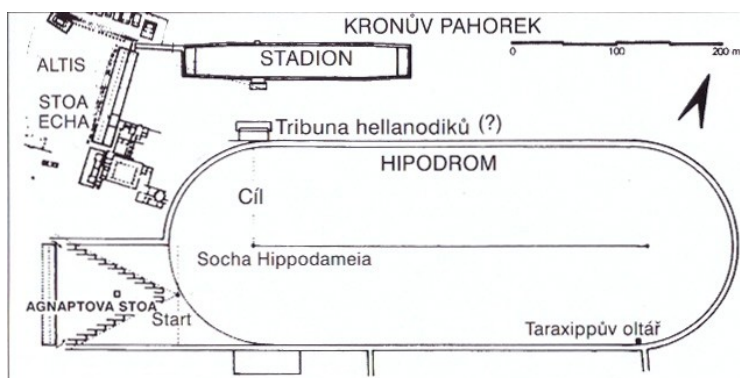 KRONŮV PAHOREK
0 100 200 m
STADION
ALTIS
STOA
ECHA
Tribuna hellanodiků (?)
HIPODROM
Cíl
Socha Hippodameia
AGNAPTOVA STOA
Start
Taraxippův oltář